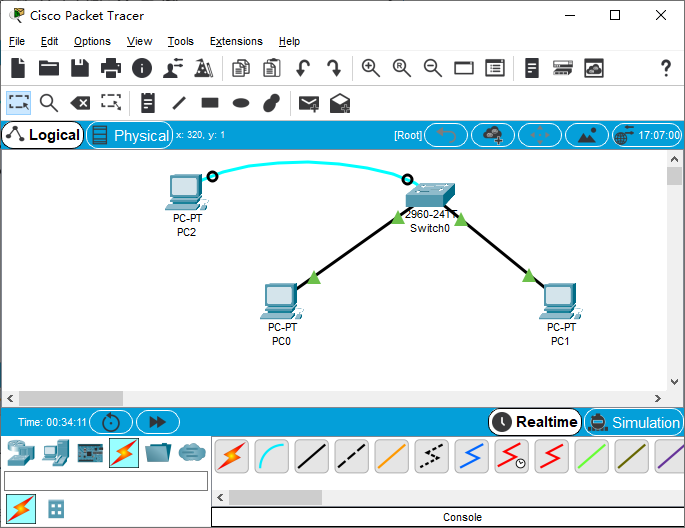 Cisco Packet Tracer
File Edit Options View Tools Extensions Help
Logical Physical x: 320, y: 1 [Root] 17:07:00
PC-PT
PC2
2960-24TT
Switch0
PC-PT
PC0
PC-PT
PC1
Time: 00:34:11 Realtime Simulation
Console